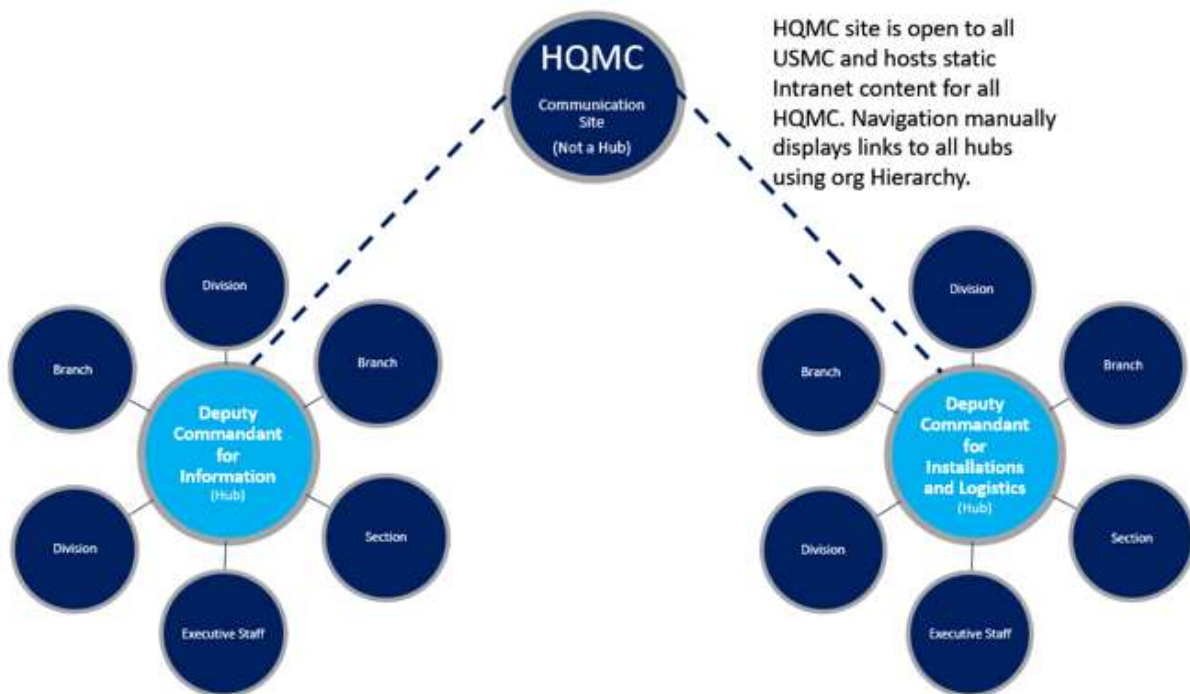 HQMC
Communication
Site
(Not a Hub)
HQMC site is open to all
USMC and hosts static
Intranet content for all
HQMC. Navigation manually
displays links to all hubs
using org Hierarchy.
Division
Branch
Branch
Deputy
Commandant
for
Information
(Hub)
Division
Section
Executive Staff
Division
Branch
Branch
Deputy
Commandant
for
Installations
and Logistics
(Hub)
Division
Section
Executive Staff